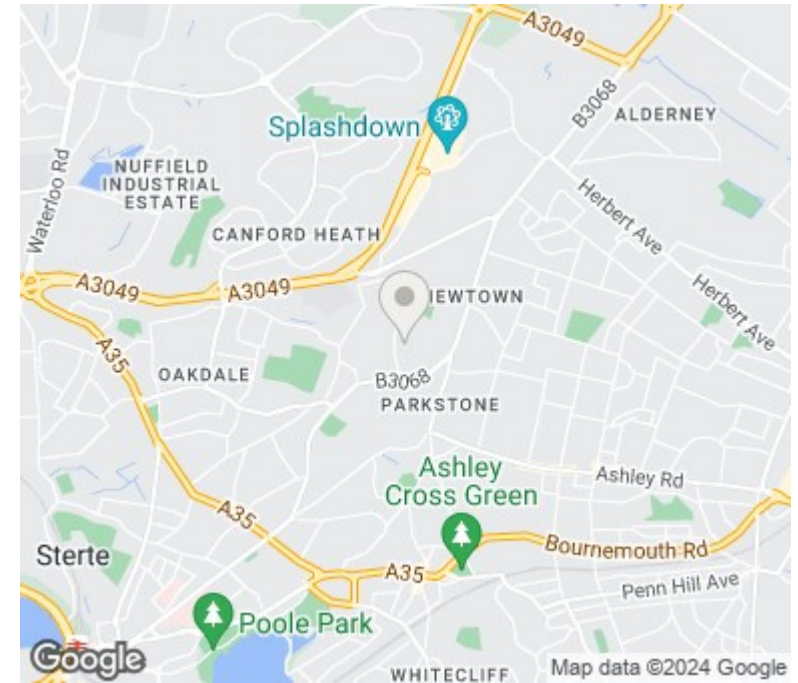 A3049
B3068
ALDERNEY
Splashdown
Waterloo Rd
NUFFIELD
INDUSTRIAL
ESTATE
Herbert Ave
CANFORD HEATH
A3049
A3049
IEWTOWN
Herbert Ave
A35
OAKDALE
B3068
PARKSTONE
Ashley
Cross Green
Ashley Rd
A35
Sterte
A35
Bournemouth Rd
Penn Hill Ave
Poole Park
Google
WHITECLIFF
Map data ©2024 Google